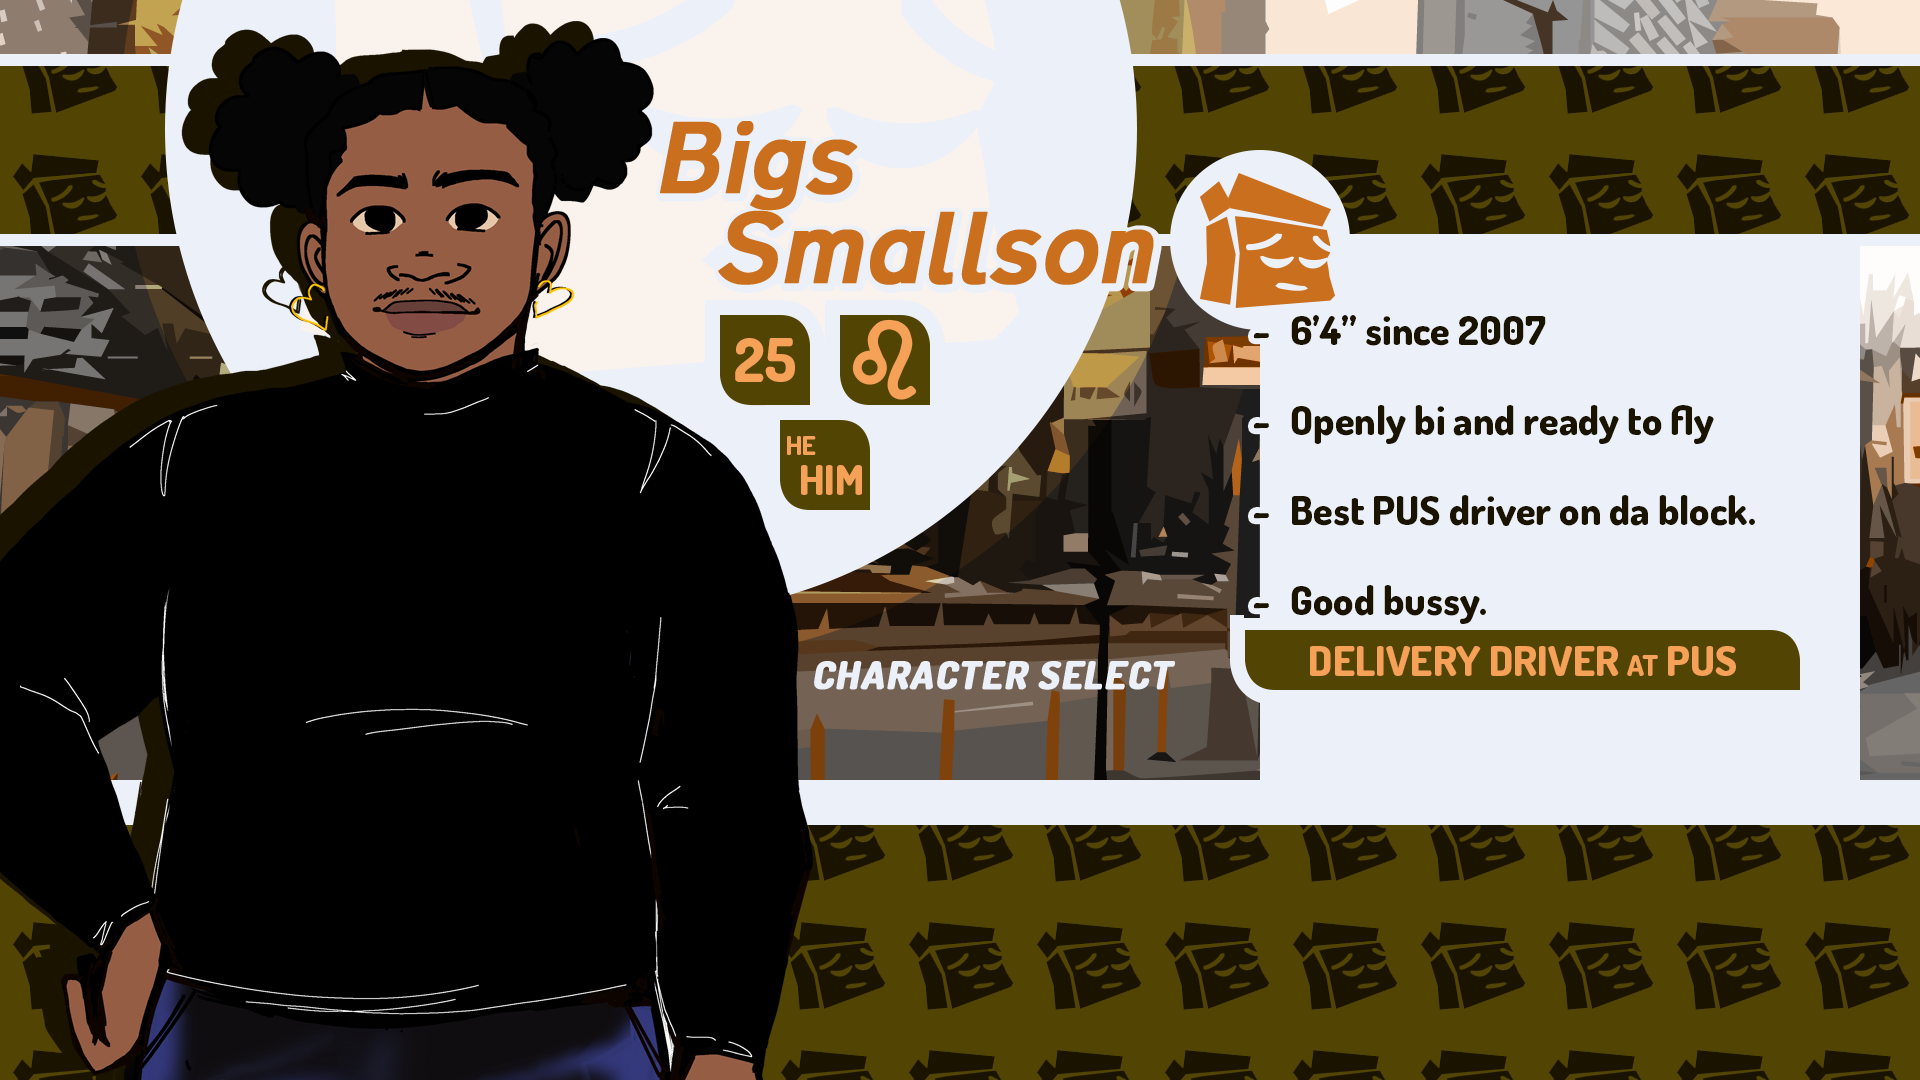 Bigs
Smallson
25
♌
HE
HIM
- 6’4” since 2007
- Openly bi and ready to fly
- Best PUS driver on da block.
- Good bussy.
DELIVERY DRIVER AT PUS
CHARACTER SELECT